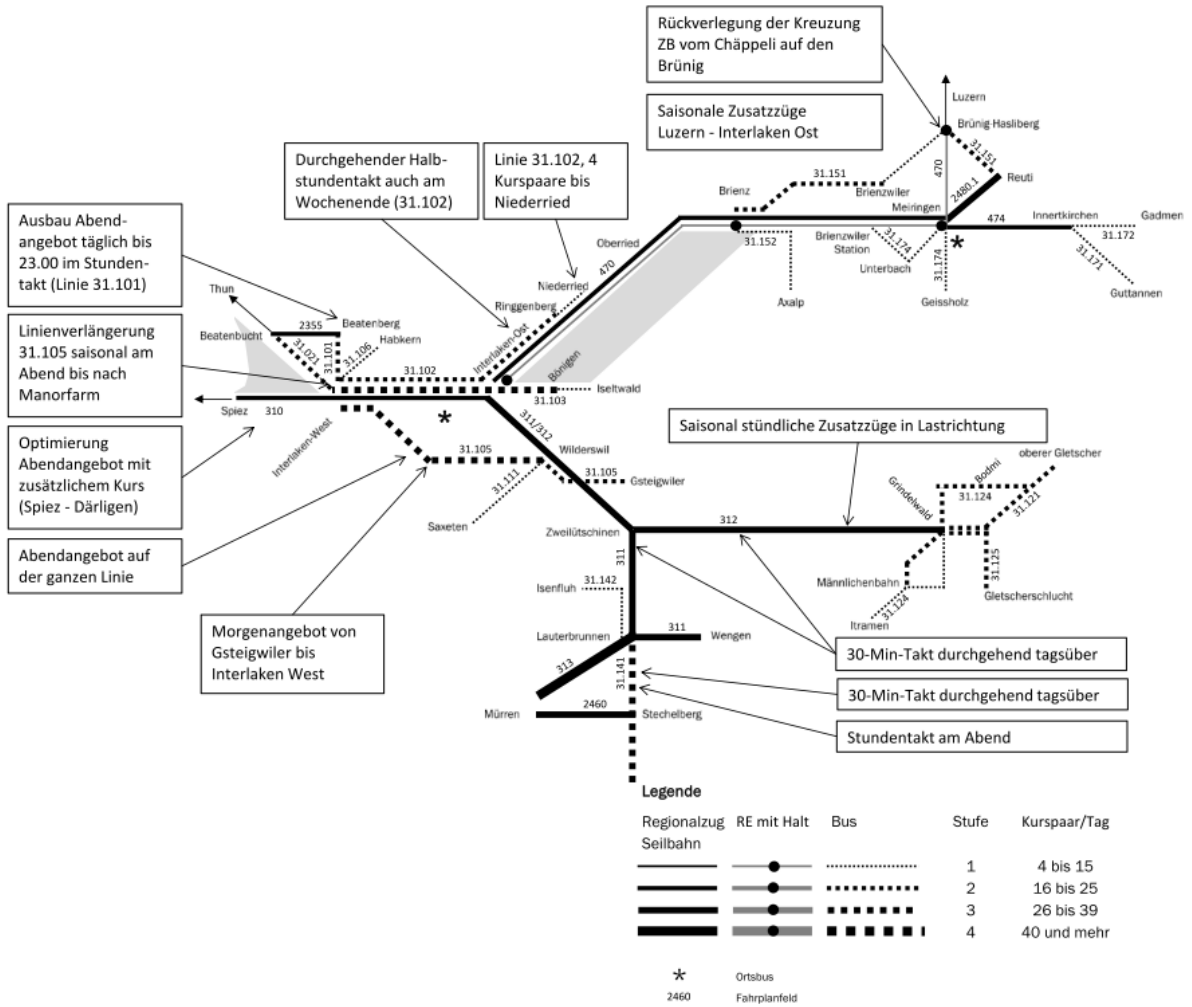 Rückverlegung der Kreuzung
ZB vom Chäppeli auf den
Brünig
Saisonale Zusatzzüge
Luzern - Interlaken Ost
Durchgehender Halb-
stundentakt auch am
Wochenende (31.102)
Linie 31.102, 4
Kurspaare bis
Niederried
Ausbau Abend-
angebot täglich bis
23.00 im Stunden-
takt (Linie 31.101)
Linienverlängerung
31.105 saisonal am
Abend bis nach
Manorfarm
Optimierung
Abendangebot mit
zusätzlichem Kurs
(Spiez - Därligen)
Abendangebot auf
der ganzen Linie
Morgenangebot von
Gsteigwiler bis
Interlaken West
Saisonal stündliche Zusatzzüge in Lastrichtung
30-Min-Takt durchgehend tagsüber
30-Min-Takt durchgehend tagsüber
Stundentakt am Abend
Luzern
Brünig-Hasliberg
31.151
470
2480.1
Reuti
31.151
Brienz
Brienzwiler
Meiringen
474
Innertkirchen
Gadmen
31.172
31.171
Guttannen
31.152
Axalp
Brienzwiler
Station
31.174
Unterbach
31.174
*
Geissholz
Oberried
470
Niederried
Ringgenberg
Interlaken-Ost
Bönigen
Iseltwald
31.103
Thun
2355
Beatenberg
Beatenbucht
31.021
31.101
31.106
Habkern
31.102
Spiez
310
*
Interlaken-West
311/312
Wilderswil
31.105
31.105
Gsteigwiler
31.111
Saxeten
Zweilütschinen
312
Grindelwald
Bodmi
31.124
oberer Gletscher
31.121
31.125
Gletscherschlucht
Männlichenbahn
31.124
Itramen
311
31.142
Isenfluh
Lauterbrunnen
311
Wengen
313
31.141
Mürren
2460
Stechelberg
Legende
Regionalzug RE mit Halt Bus Stufe Kurspaar/Tag
Seilbahn
1 4 bis 15
2 16 bis 25
3 26 bis 39
4 40 und mehr
* Ortsbus
2460 Fahrplanfeld